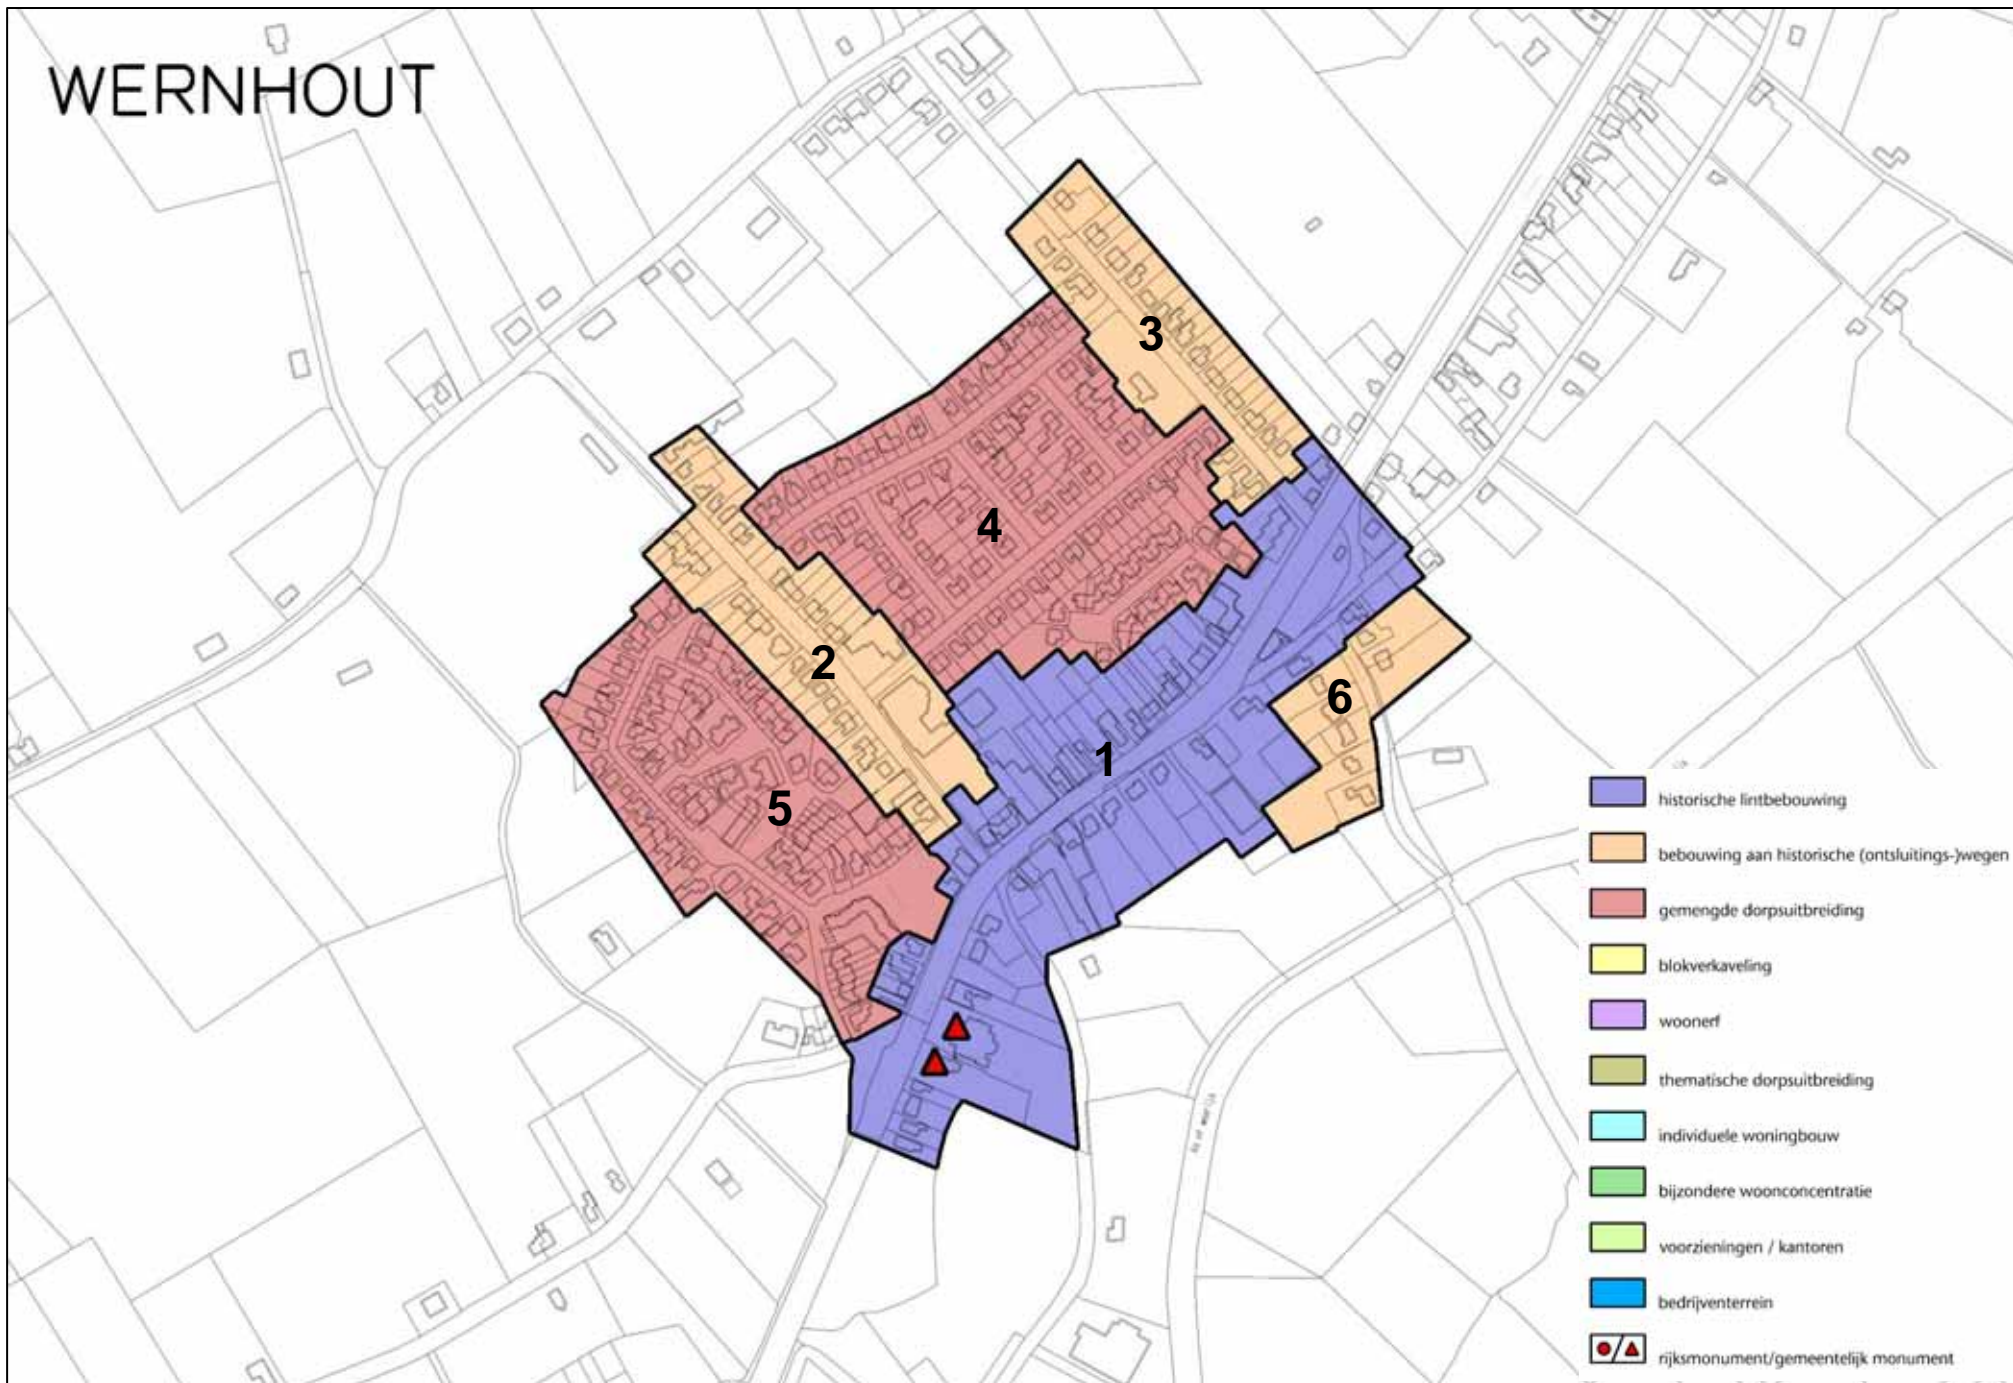 WERNHOUT
3
4
2
6
1
5
historische lintbebouwing
bebouwing aan historische (ontsluitings-)wegen
gemengde dorpsuitbreiding
blokverkaveling
woonerf
thematische dorpsuitbreiding
individuele woningbouw
bijzondere woonconcentratie
voorzieningen / kantoren
bedrijventerrein
rijksmonument/gemeentelijk monument